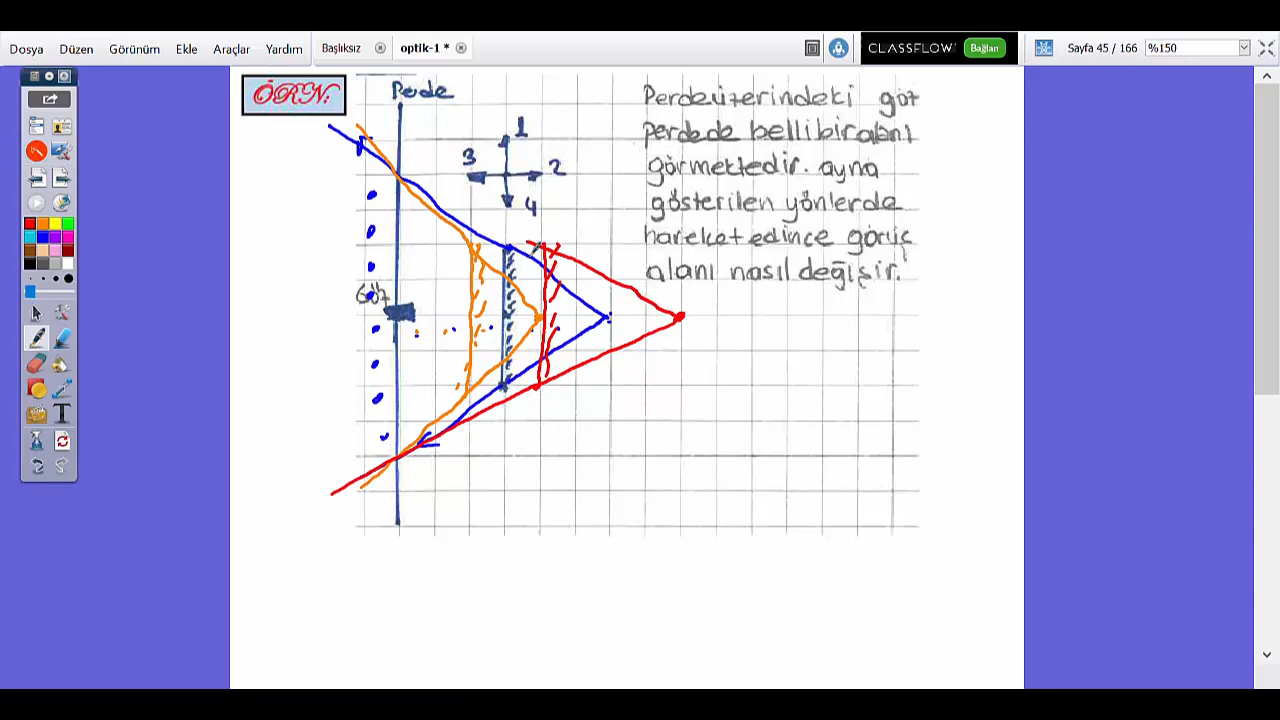 Dosya Düzen Görünüm Ekle Araçlar Yardım Başlıksız optik-1 * CLASSFLOW Bağlan Sayfa 45 / 166 %150
ÖRN:
Perde
1
3 2
4
Göz
Perde üzerindeki göz
perdede belli bir alanı
görmektedir. ayna
gösterilen yönlerde
hareket edince görüş
alanı nasıl değişir.
T